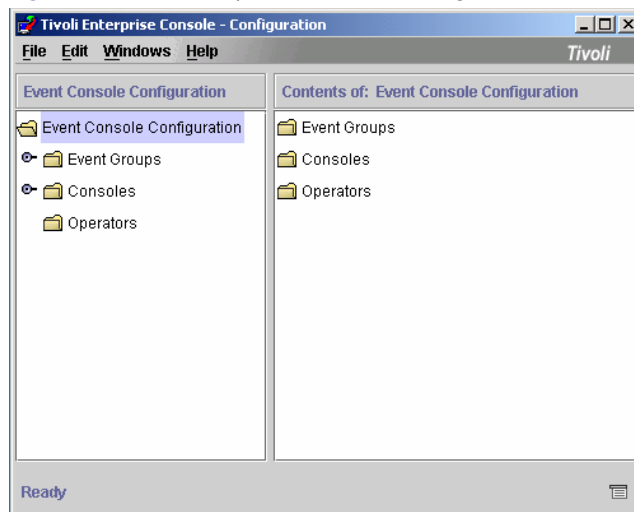 Tivoli Enterprise Console - Configuration
File Edit Windows Help
Tivoli
Event Console Configuration
Contents of: Event Console Configuration
Event Console Configuration
Event Groups
Consoles
Operators
Event Groups
Consoles
Operators
Ready